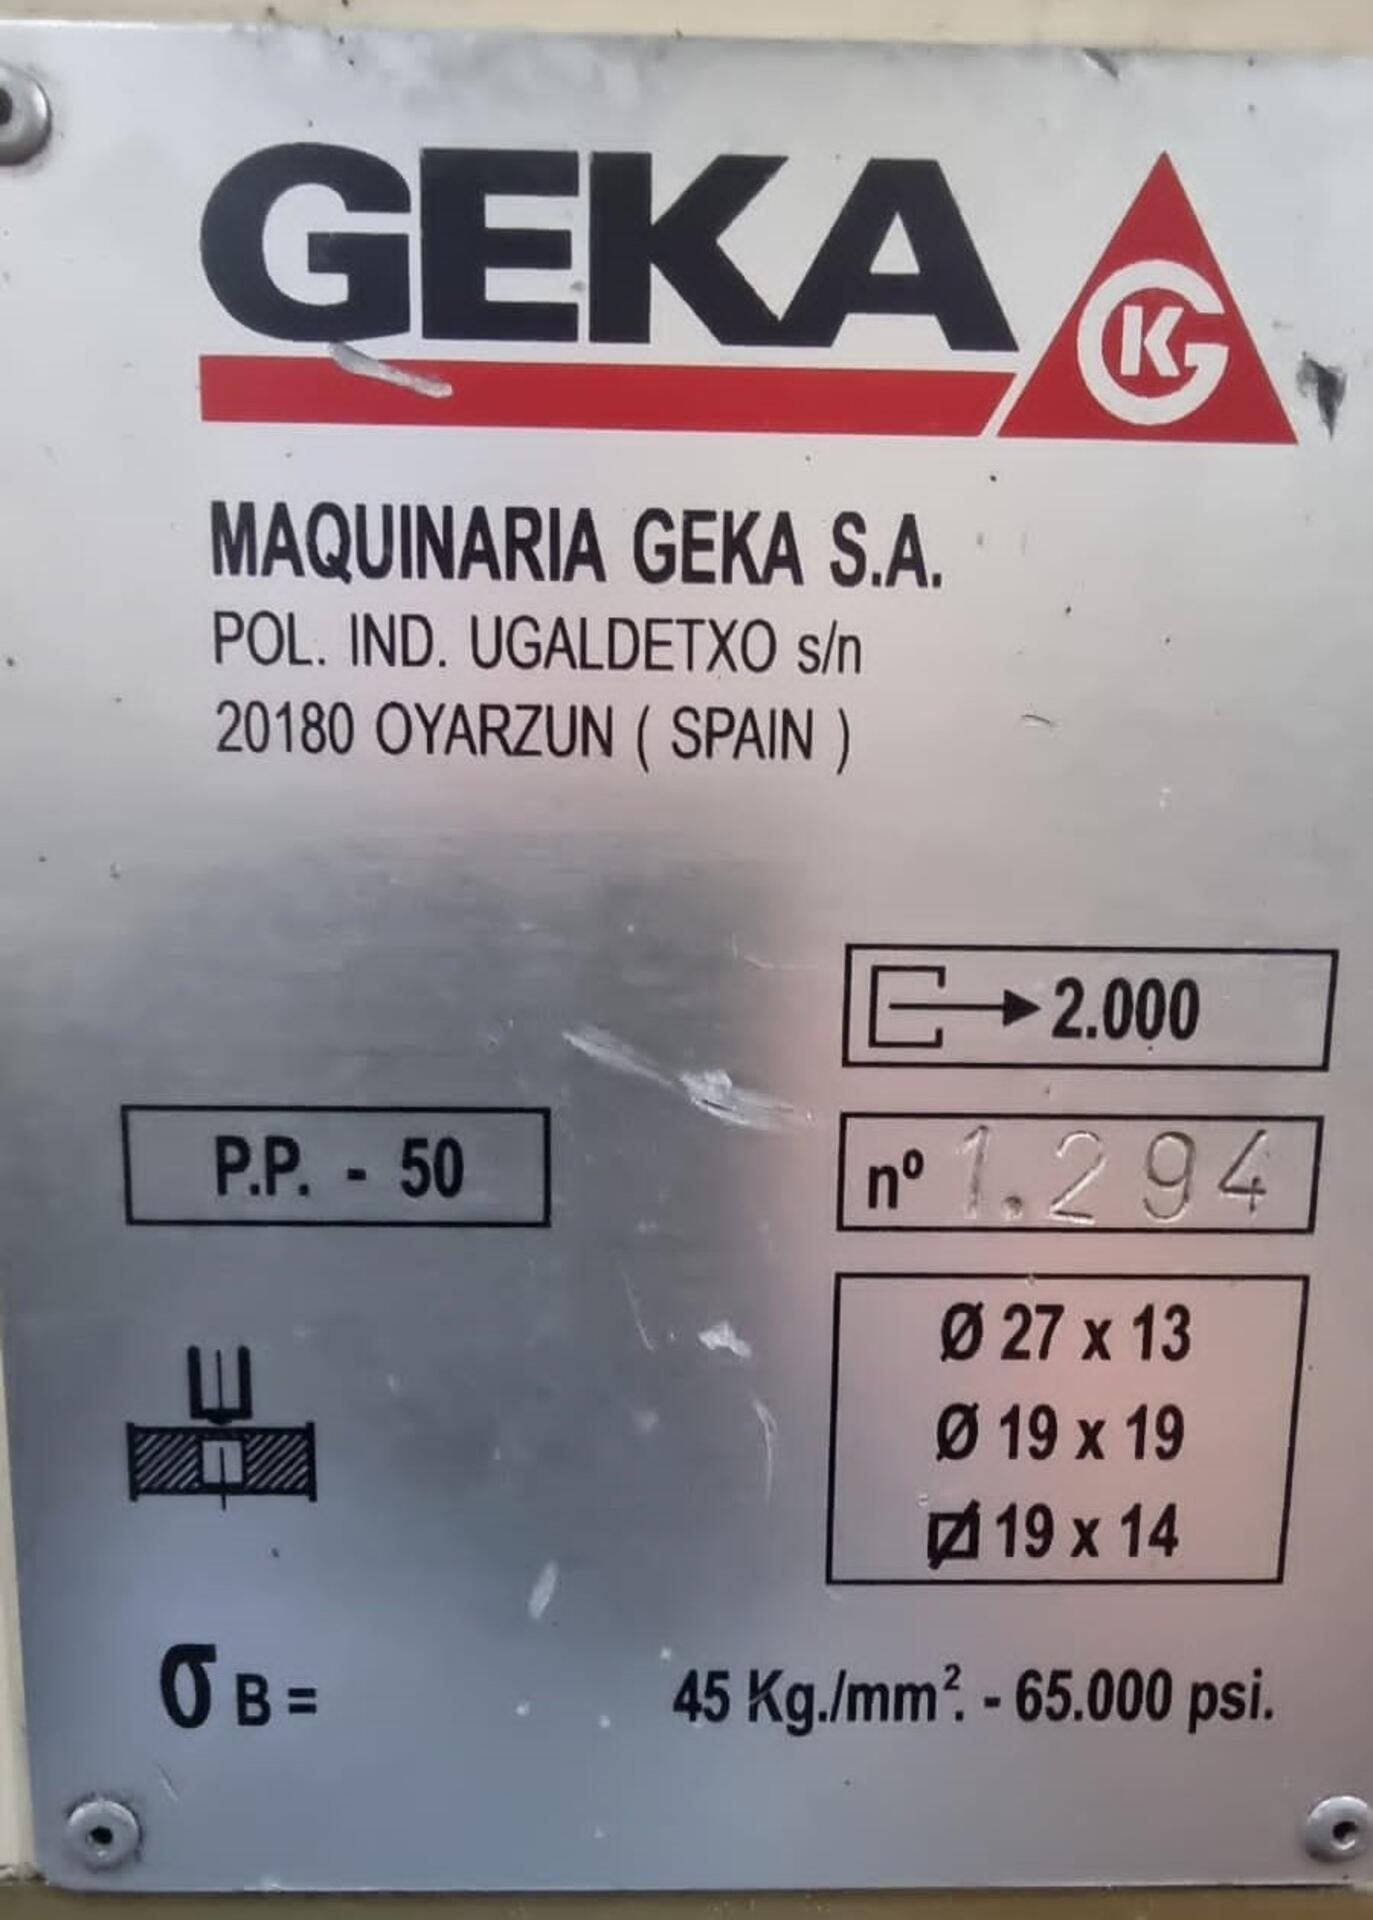 GEKA GK
MAQUINARIA GEKA S.A.
POL. IND. UGALDETXO s/n
20180 OYARZUN ( SPAIN )
2.000
P.P. - 50
nº 1.294
Ø 27 x 13
Ø 19 x 19
⍁ 19 x 14
σ B = 45 Kg./mm². - 65.000 psi.